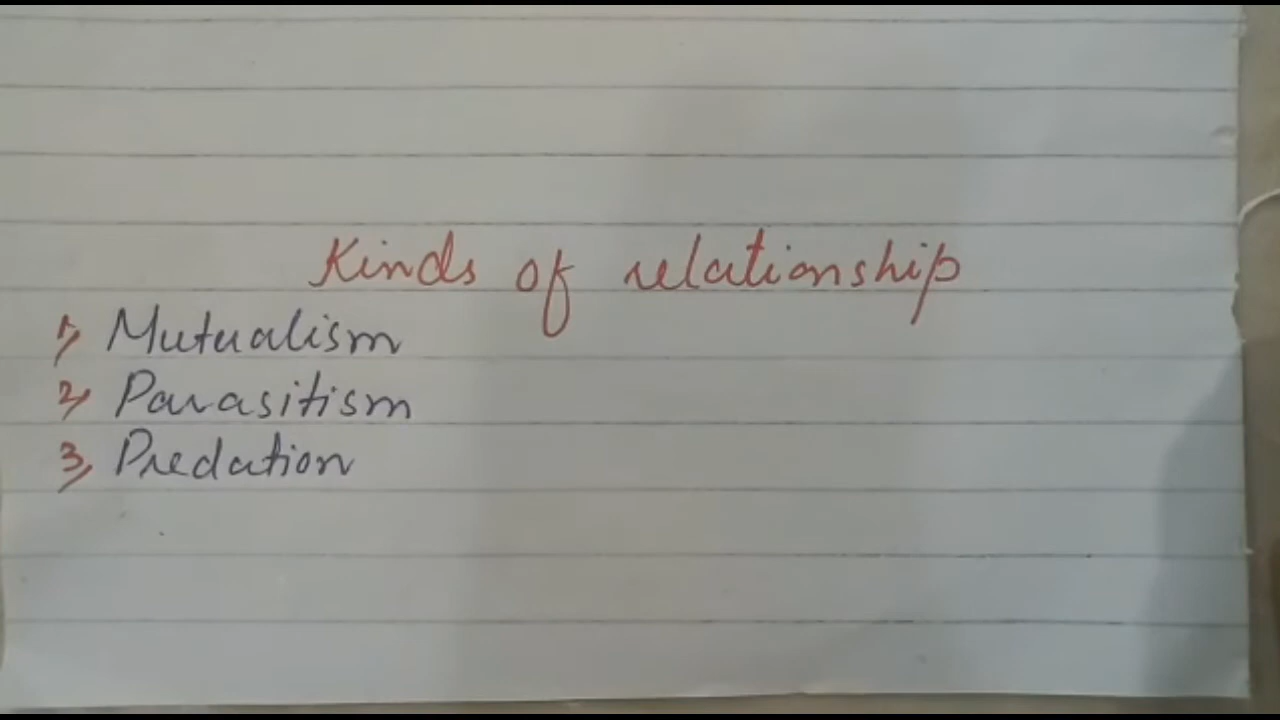 Kinds of relationship
1, Mutualism
2, Parasitism
3, Predation